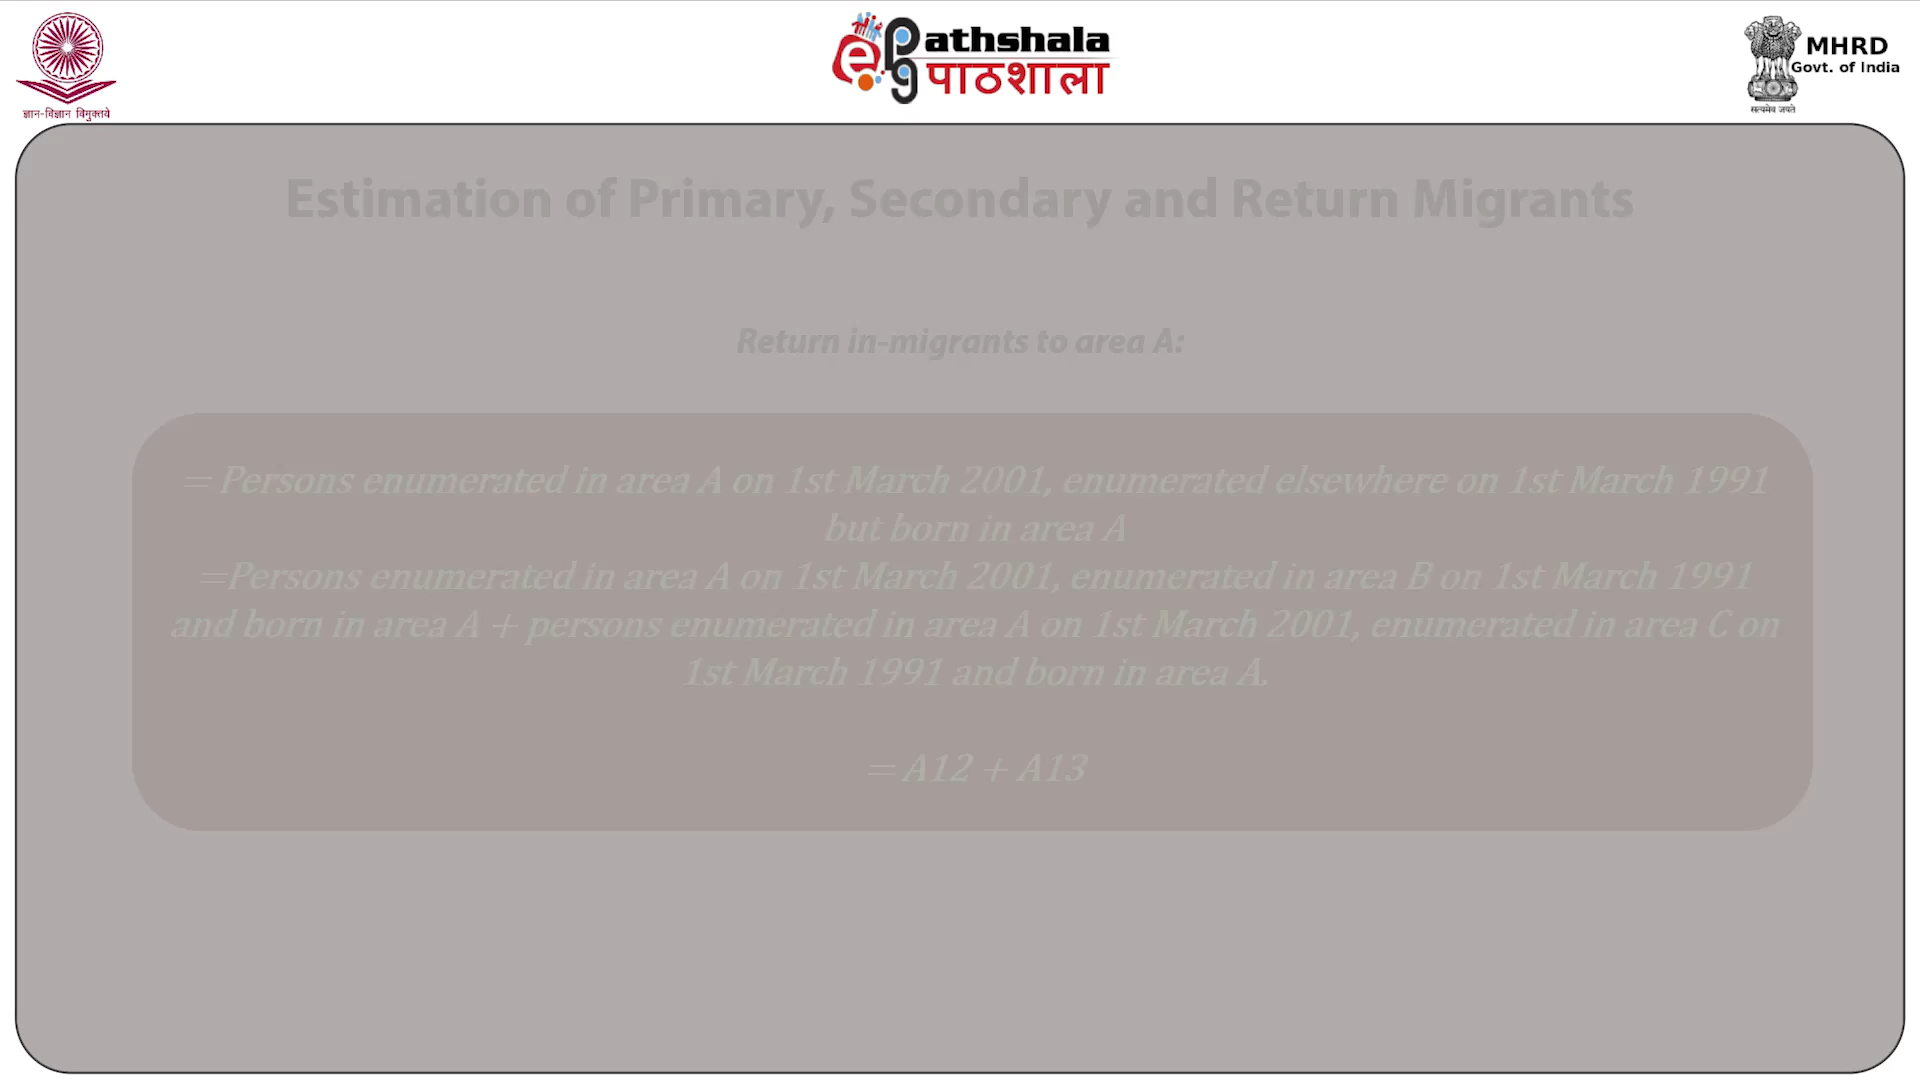 ज्ञान-विज्ञान विमुक्तये
ePG athshala
पाठशाला
MHRD
Govt. of India
सत्यमेव जयते
Estimation of Primary, Secondary and Return Migrants
Return in-migrants to area A:
= Persons enumerated in area A on 1st March 2001, enumerated elsewhere on 1st March 1991
but born in area A
=Persons enumerated in area A on 1st March 2001, enumerated in area B on 1st March 1991
and born in area A + persons enumerated in area A on 1st March 2001, enumerated in area C on
1st March 1991 and born in area A.
= A12 + A13